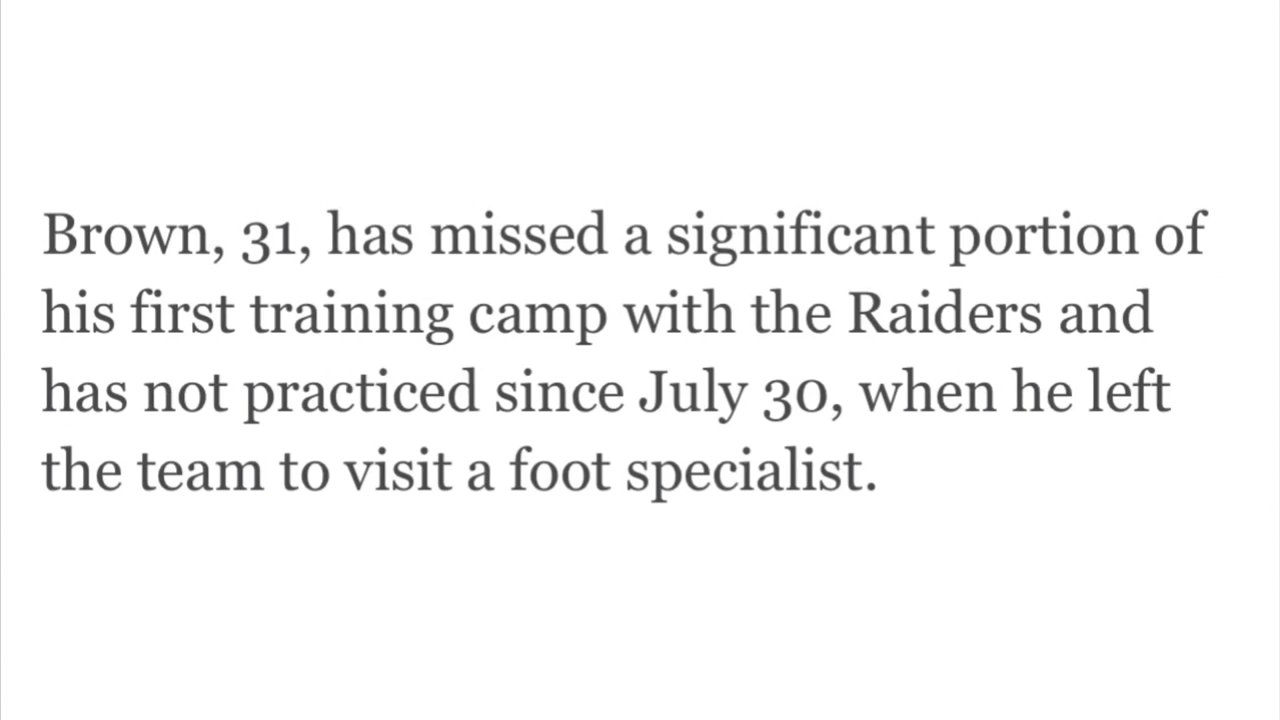 Brown, 31, has missed a significant portion of
his first training camp with the Raiders and
has not practiced since July 30, when he left
the team to visit a foot specialist.